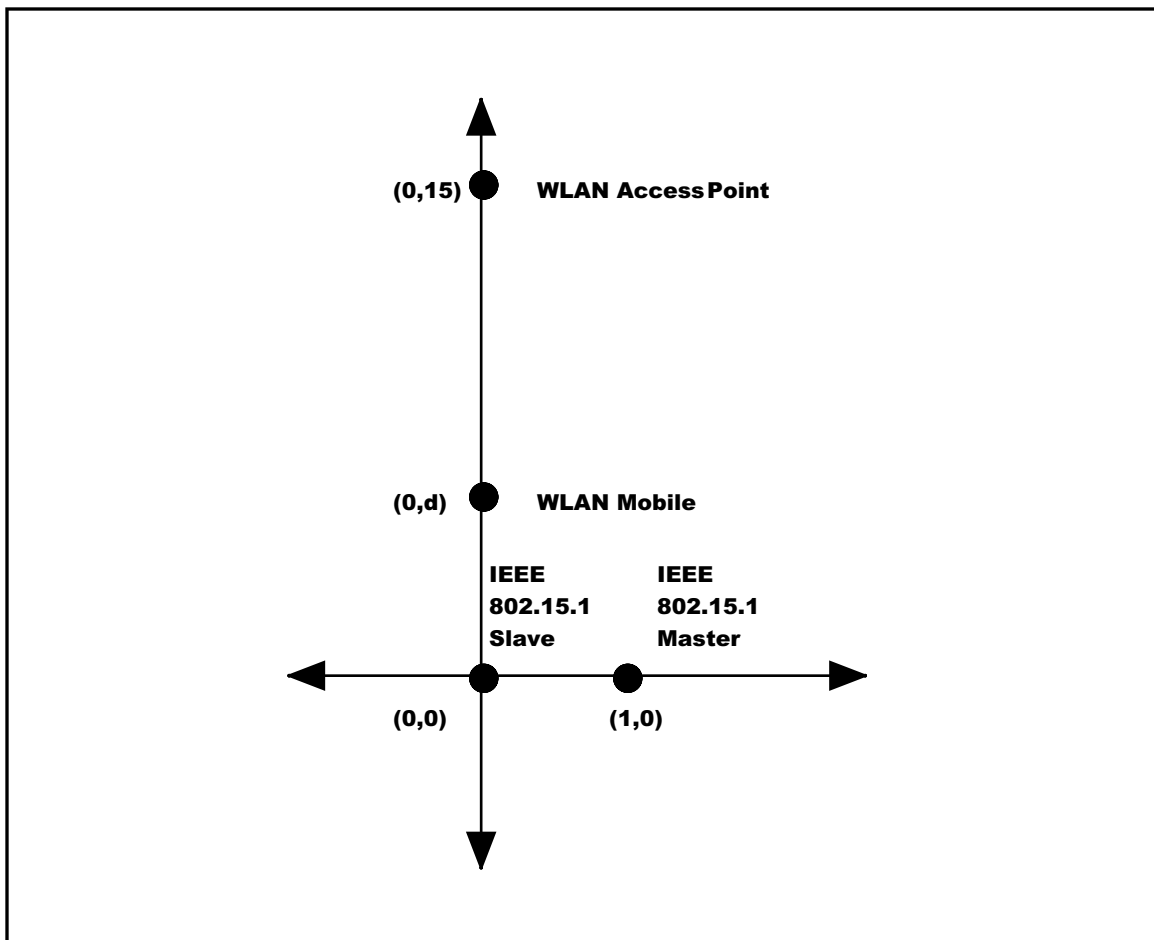 (0,15) WLAN Access Point
(0,d) WLAN Mobile
IEEE
802.15.1
Slave
IEEE
802.15.1
Master
(0,0)
(1,0)